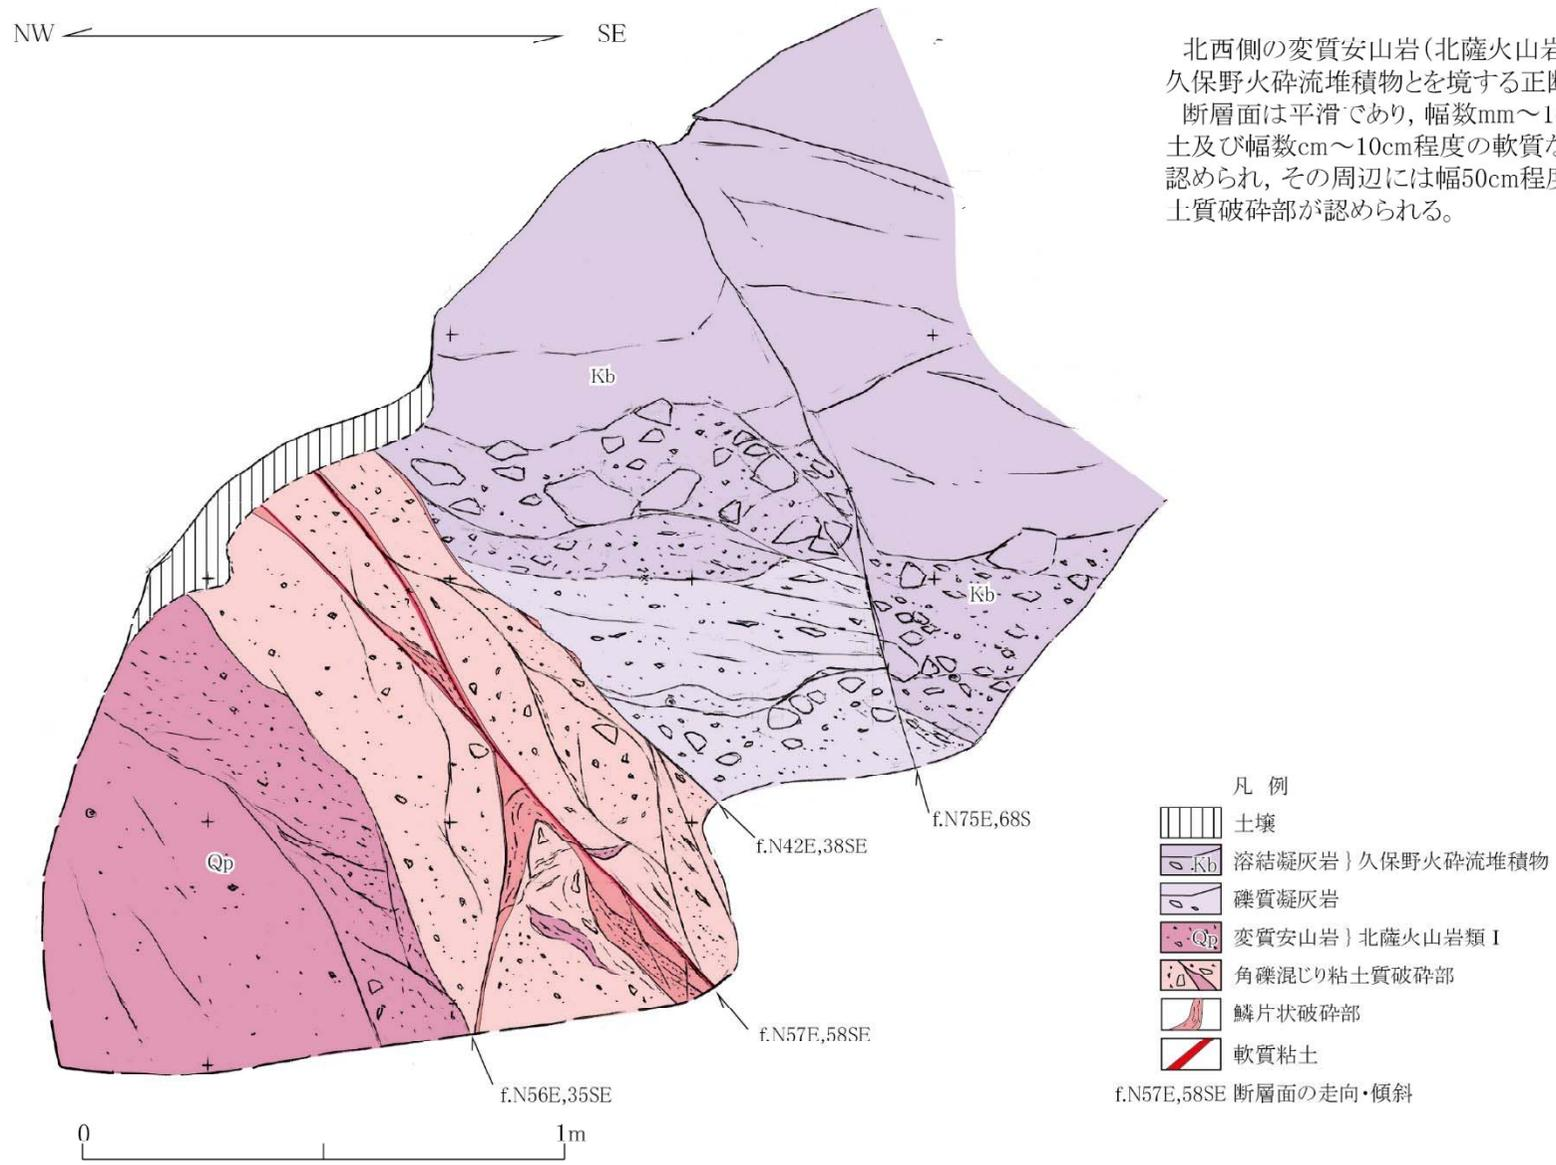 NW SE
北西側の変質安山岩(北薩火山岩
久保野火砕流堆積物とを境する正断
断層面は平滑であり,幅数mm～1
土及び幅数cm～10cm程度の軟質な
認められ,その周辺には幅50cm程度
土質破砕部が認められる。
Kb
Kb
Qp
f.N75E,68S
f.N42E,38SE
f.N57E,58SE
f.N56E,35SE
0 1m
凡 例
土壌
Kb 溶結凝灰岩 } 久保野火砕流堆積物
礫質凝灰岩
Qp 変質安山岩 } 北薩火山岩類 I
角礫混じり粘土質破砕部
鱗片状破砕部
軟質粘土
f.N57E,58SE 断層面の走向・傾斜